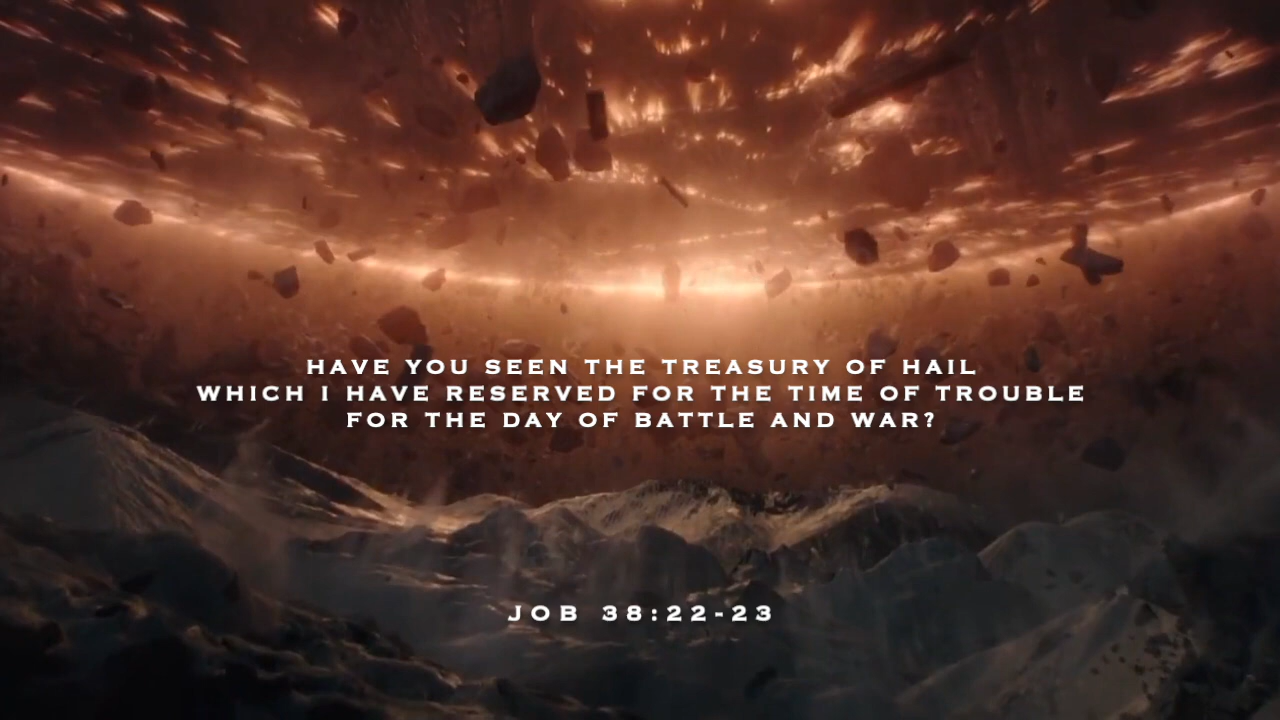 HAVE YOU SEEN THE TREASURY OF HAIL
WHICH I HAVE RESERVED FOR THE TIME OF TROUBLE
FOR THE DAY OF BATTLE AND WAR?
JOB 38:22-23